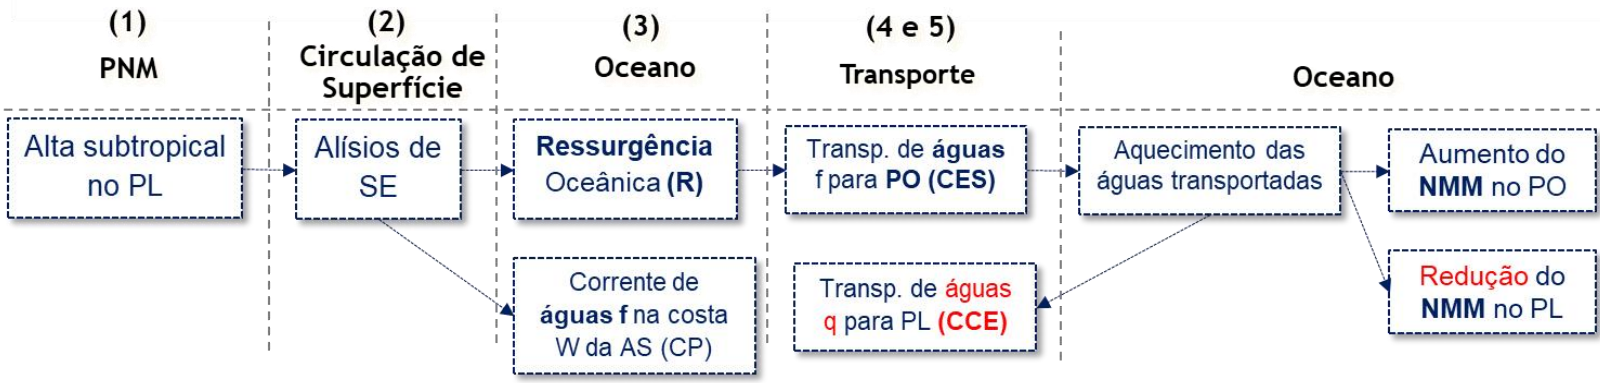 (1)
PNM
(2)
Circulação de
Superfície
(3)
Oceano
(4 e 5)
Transporte
Oceano
Alta subtropical
no PL
Alísios de
SE
Ressurgência
Oceânica (R)
Transp. de águas
f para PO (CES)
Aquecimento das
águas transportadas
Aumento do
NMM no PO
Corrente de
águas f na costa
W da AS (CP)
Transp. de águas
q para PL (CCE)
Redução do
NMM no PL